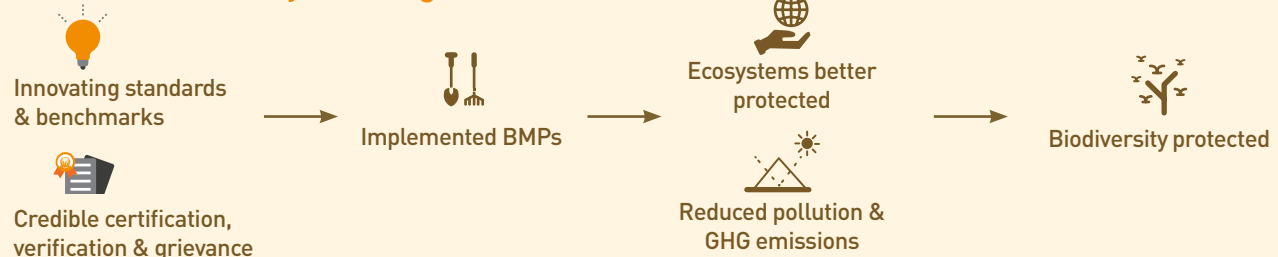 Innovating standards
& benchmarks
Credible certification,
verification & grievance
Implemented BMPs
Ecosystems better
protected
Reduced pollution &
GHG emissions
Biodiversity protected